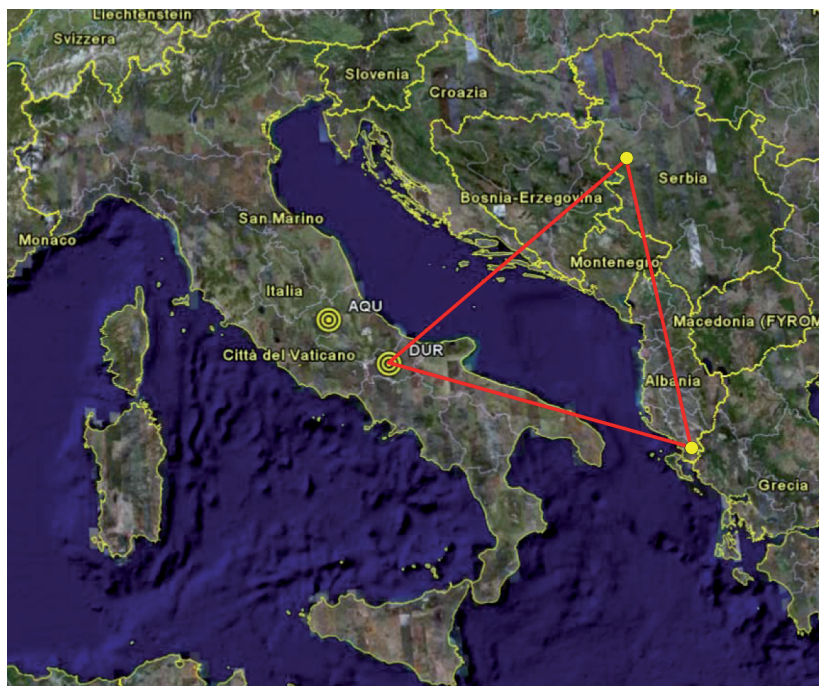 Liechtenstein
Svizzera
Slovenia
Croazia
Serbia
Bosnia-Erzegovina
San Marino
Monaco
Montenegro
Italia
AQU
Macedonia (FYROM
DUR
Città del Vaticano
Albania
Grecia